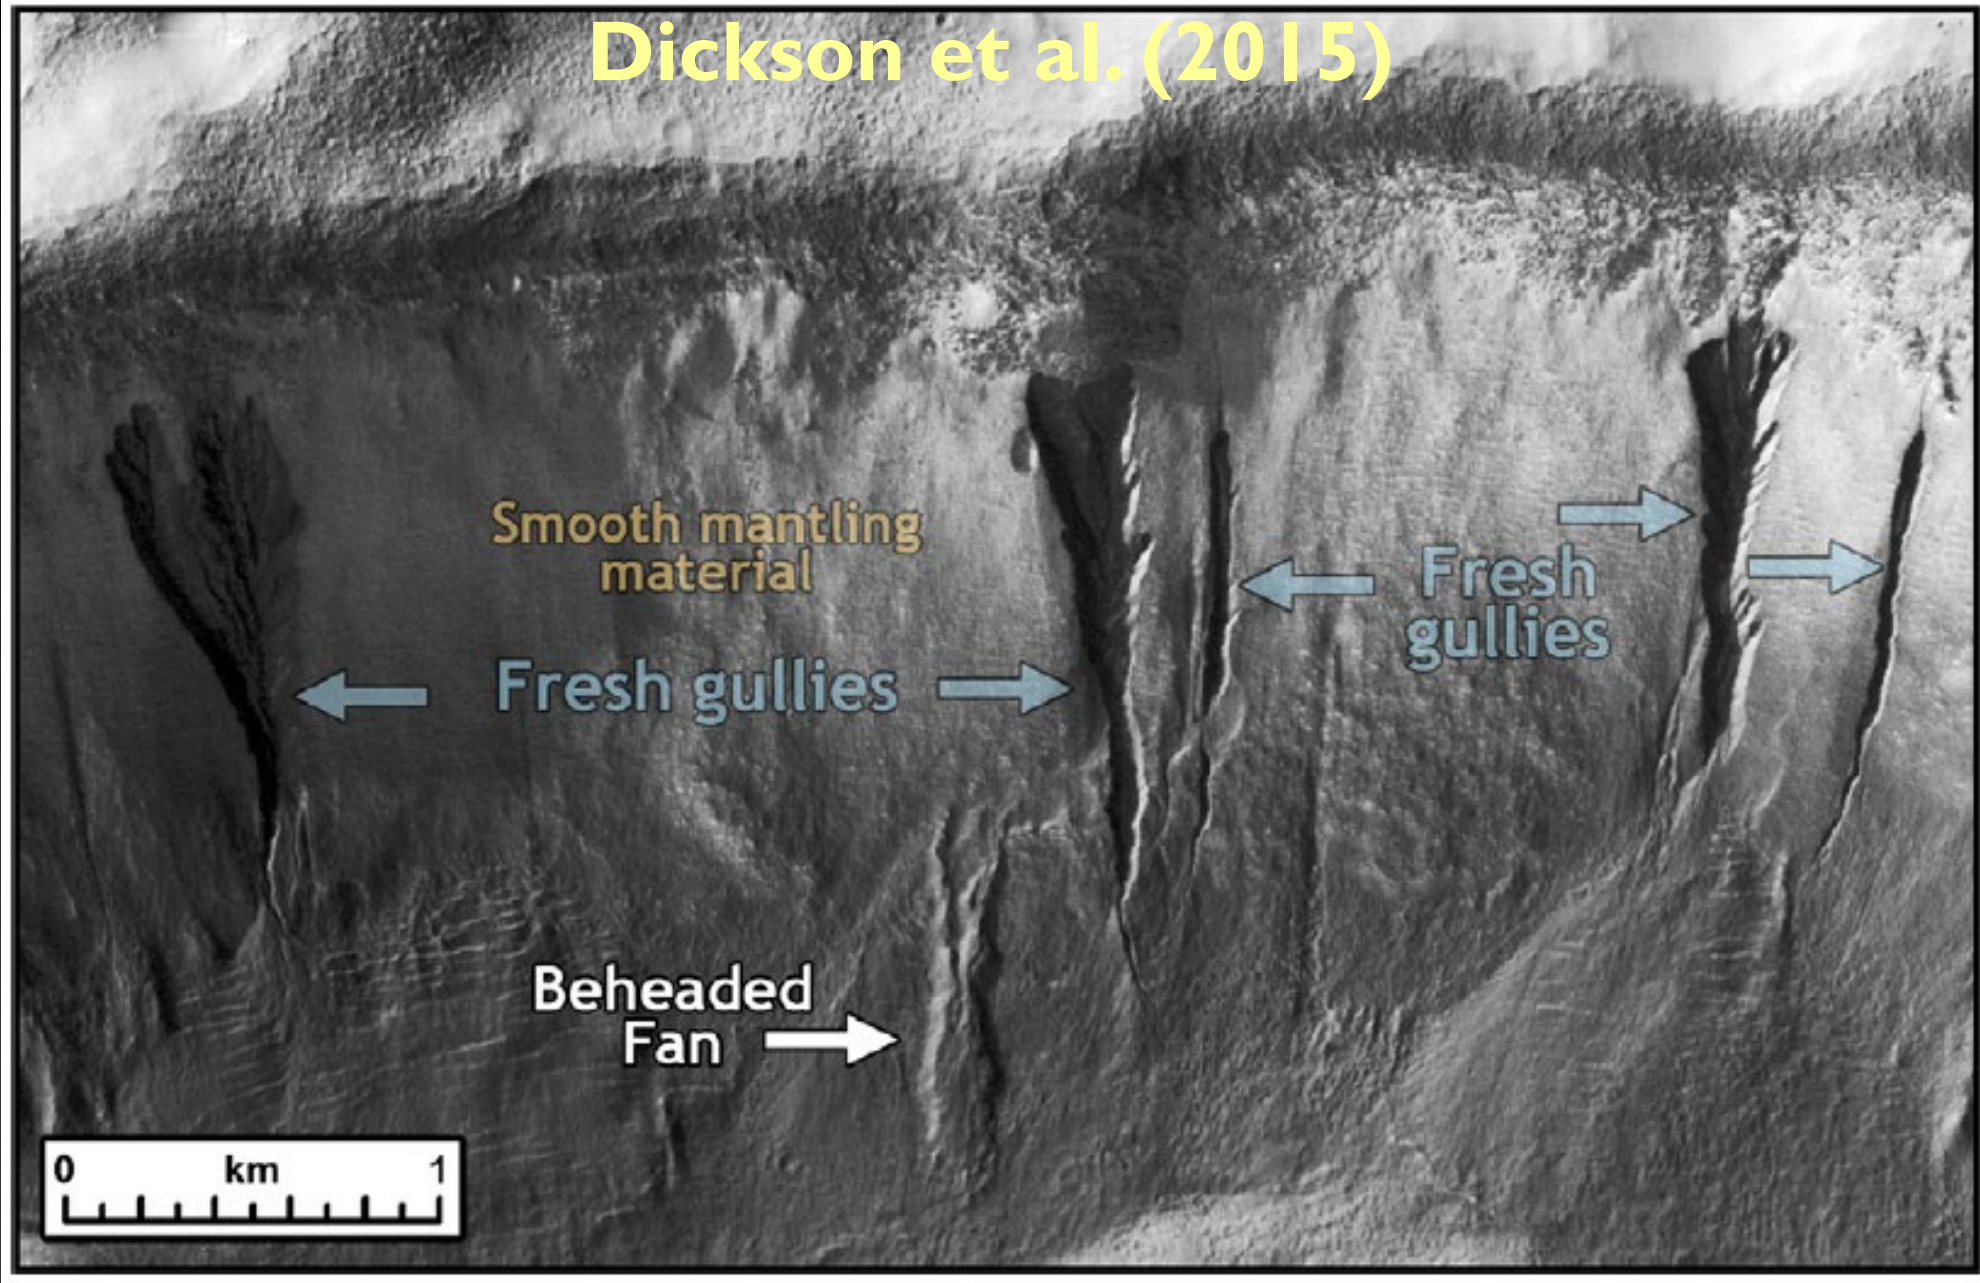 Dickson et al. (2015)
Smooth mantling
material
Fresh
gullies
Fresh gullies
Beheaded
Fan
0 km 1